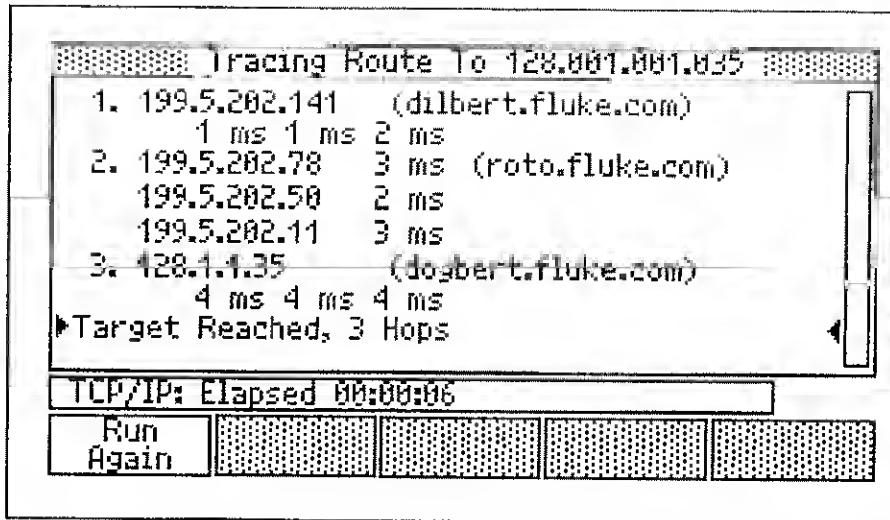 Tracing Route To 128.001.001.035
1. 199.5.202.141 (dilbert.fluke.com)
1 ms 1 ms 2 ms
2. 199.5.202.78 3 ms (roto.fluke.com)
199.5.202.50 2 ms
199.5.202.11 3 ms
3. 128.1.1.35 (dogbert.fluke.com)
4 ms 4 ms 4 ms
Target Reached, 3 Hops
TCP/IP: Elapsed 00:00:06
Run
Again